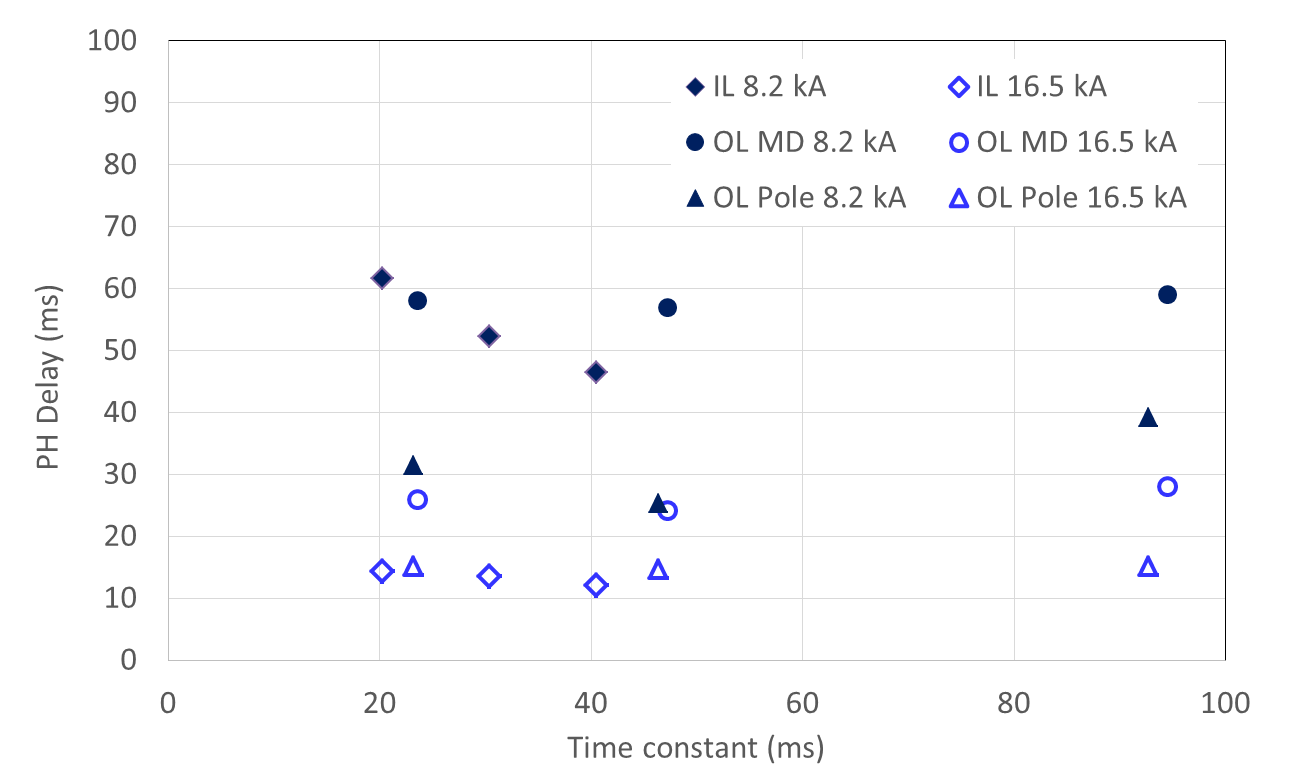 100
90
80
70
60
50
40
30
20
10
0
PH Delay (ms)
IL 8.2 kA
IL 16.5 kA
OL MD 8.2 kA
OL MD 16.5 kA
OL Pole 8.2 kA
OL Pole 16.5 kA
0 20 40 60 80 100
Time constant (ms)